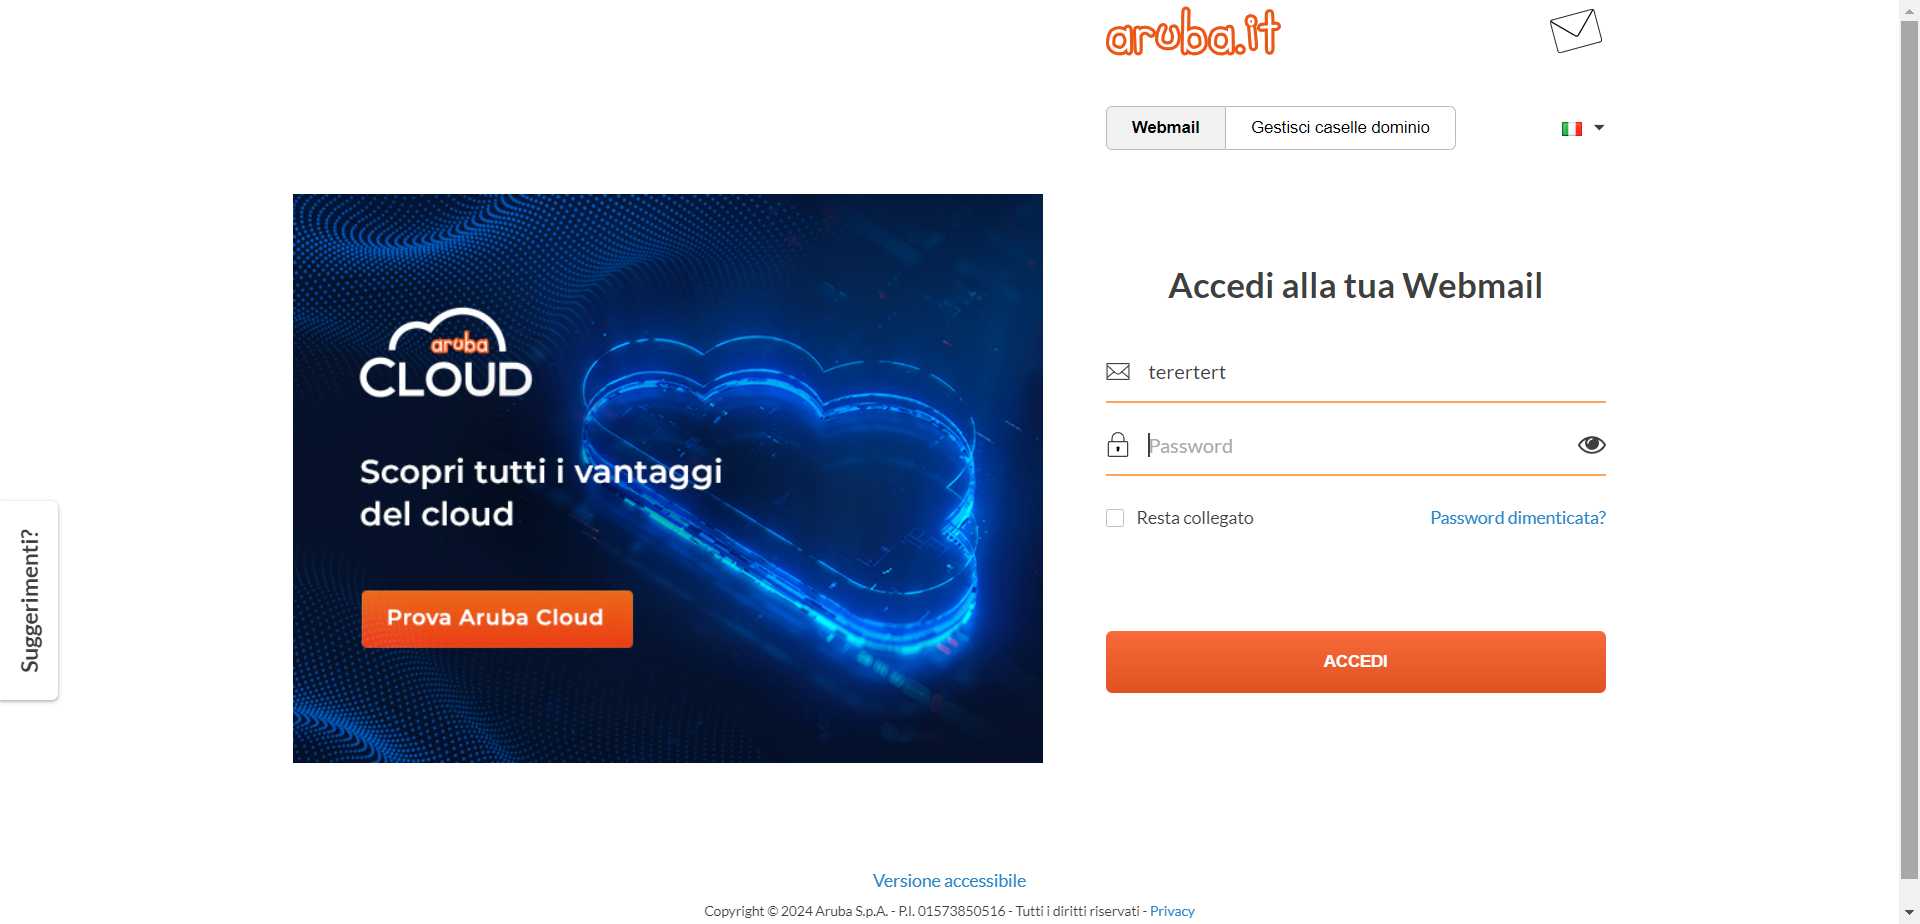 aruba.it
Webmail
Gestisci caselle dominio
aruba
CLOUD
Scopri tutti i vantaggi
del cloud
Prova Aruba Cloud
Accedi alla tua Webmail
terertert
Password
Resta collegato
Password dimenticata?
ACCEDI
Suggerimenti?
Versione accessibile
Copyright © 2024 Aruba S.p.A. - P.I. 01573850516 - Tutti i diritti riservati - Privacy